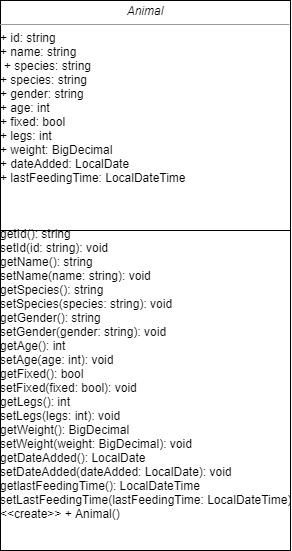 Animal
+ id: string
+ name: string
+ species: string
+ species: string
+ gender: string
+ age: int
+ fixed: bool
+ legs: int
+ weight: BigDecimal
+ dateAdded: LocalDate
+ lastFeedingTime: LocalDateTime
getId(): string
setId(id: string): void
getName(): string
setName(name: string): void
getSpecies(): string
setSpecies(species: string): void
getGender(): string
setGender(gender: string): void
getAge(): int
setAge(age: int): void
getFixed(): bool
setFixed(fixed: bool): void
getLegs(): int
setLegs(legs: int): void
getWeight(): BigDecimal
setWeight(weight: BigDecimal): void
getDateAdded(): LocalDate
setDateAdded(dateAdded: LocalDate): void
getlastFeedingTime(): LocalDateTime
setLastFeedingTime(lastFeedingTime: LocalDateTime)
<<create>> + Animal()